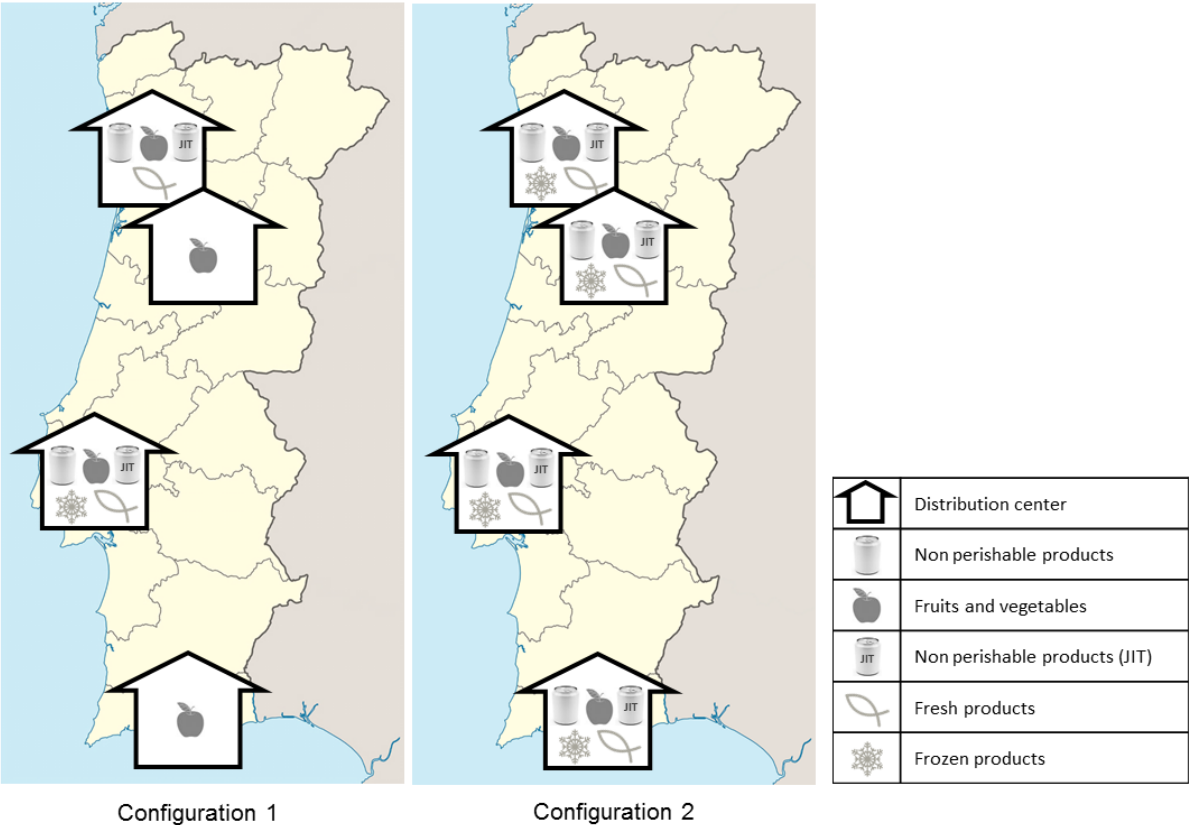 JIT
JIT
JIT
JIT
JIT
JIT
Distribution center
Non perishable products
Fruits and vegetables
JIT
Non perishable products (JIT)
Fresh products
Frozen products
Configuration 1
Configuration 2